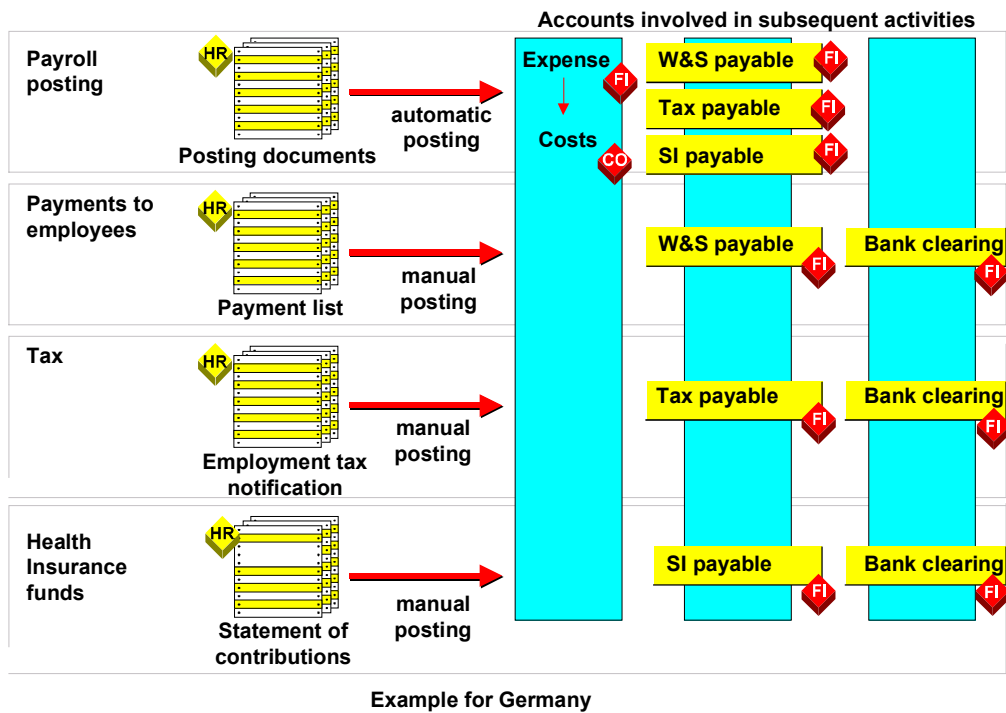 Accounts involved in subsequent activities
Payroll
posting
HR
Posting documents
automatic
posting
Expense
FI
Costs
CO
W&S payable
FI
Tax payable
FI
SI payable
FI
Payments to
employees
HR
Payment list
manual
posting
W&S payable
FI
Bank clearing
FI
Tax
HR
Employment tax
notification
manual
posting
Tax payable
FI
Bank clearing
FI
Health
Insurance
funds
HR
Statement of
contributions
manual
posting
SI payable
FI
Bank clearing
FI
Example for Germany